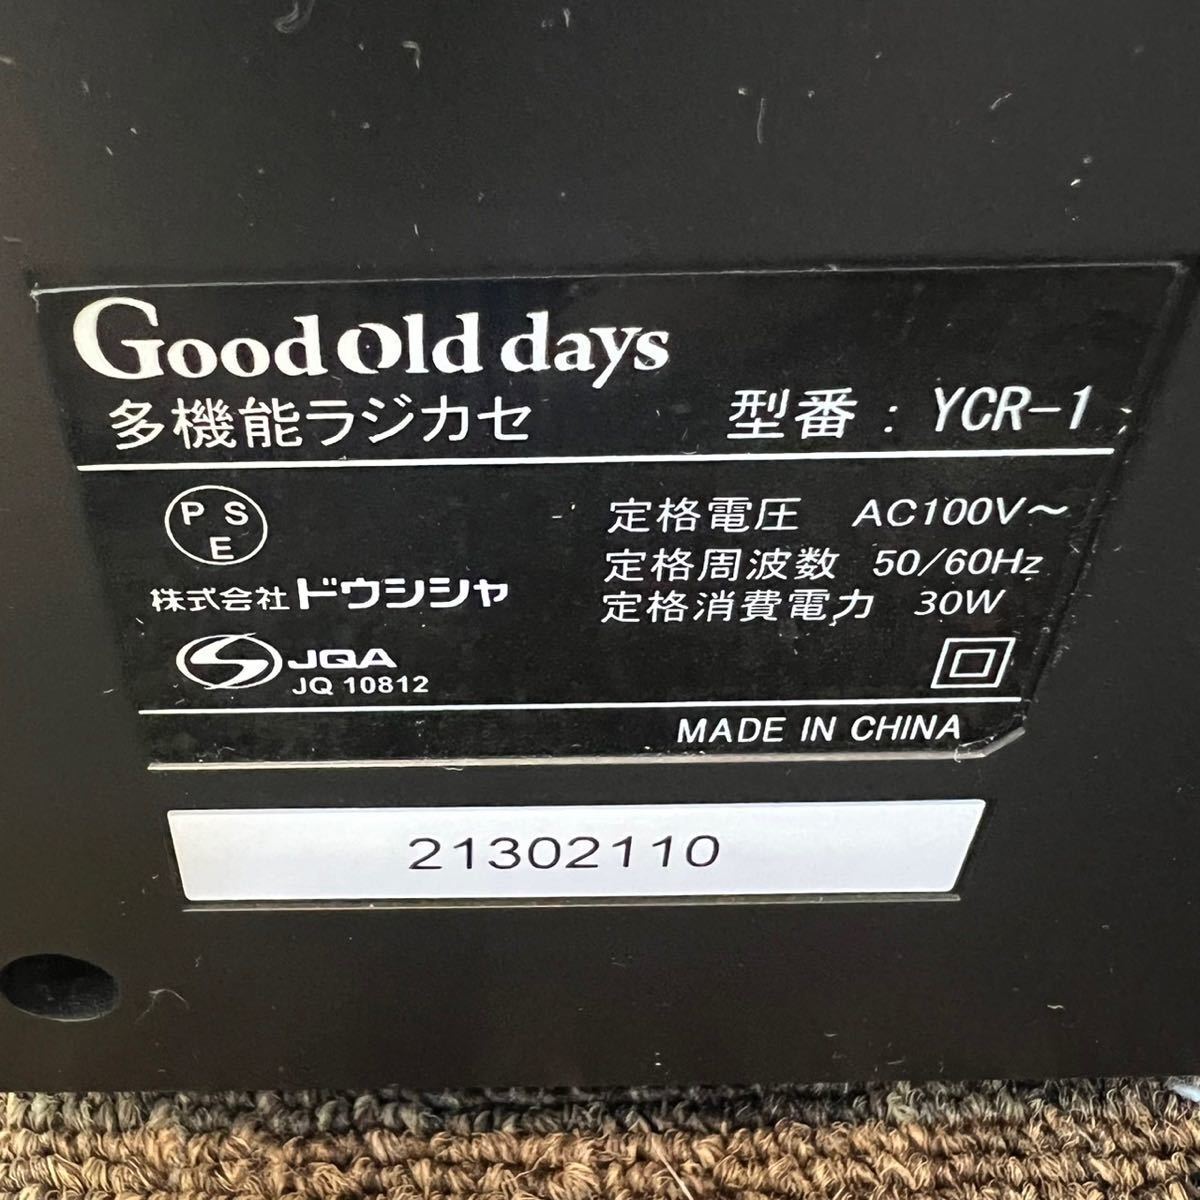 Good Old days
多機能ラジカセ 型番 : YCR-1
PSE
定格電圧 AC100V～
定格周波数 50/60Hz
定格消費電力 30W
株式会社ドウシシャ
JQA
JQ 10812
MADE IN CHINA
21302110